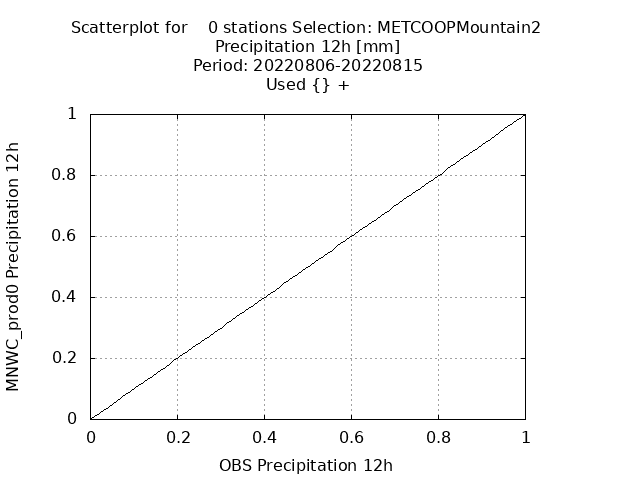 Scatterplot for    0 stations Selection: METCOOPMountain2
Precipitation 12h [mm]
Period: 20220806-20220815
Used {} +
1
0.8
0.6
0.4
0.2
0
MNWC_prod0 Precipitation 12h
0 0.2 0.4 0.6 0.8 1
OBS Precipitation 12h